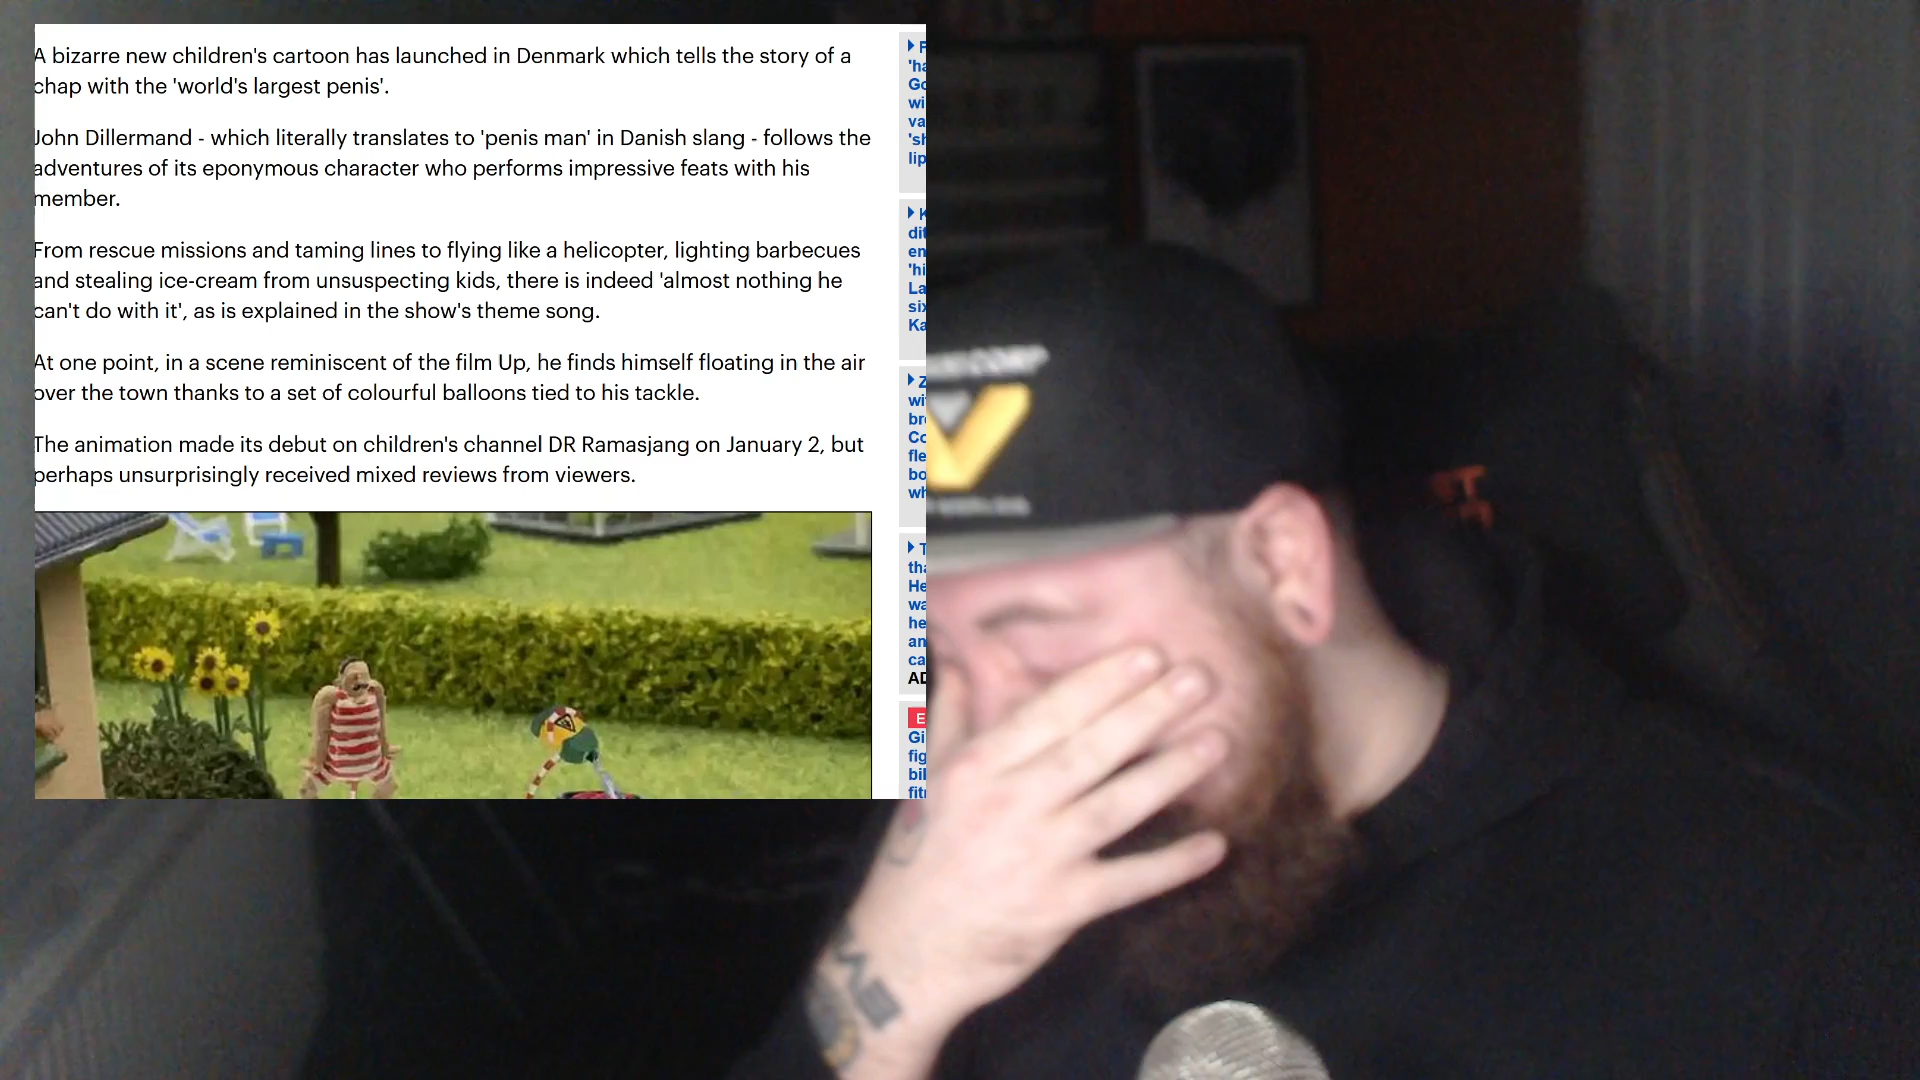 A bizarre new children's cartoon has launched in Denmark which tells the story of a
chap with the 'world's largest penis'.
John Dillermand - which literally translates to 'penis man' in Danish slang - follows the
adventures of its eponymous character who performs impressive feats with his
member.
From rescue missions and taming lines to flying like a helicopter, lighting barbecues
and stealing ice-cream from unsuspecting kids, there is indeed 'almost nothing he
can't do with it', as is explained in the show's theme song.
At one point, in a scene reminiscent of the film Up, he finds himself floating in the air
over the town thanks to a set of colourful balloons tied to his tackle.
The animation made its debut on children's channel DR Ramasjang on January 2, but
perhaps unsurprisingly received mixed reviews from viewers.